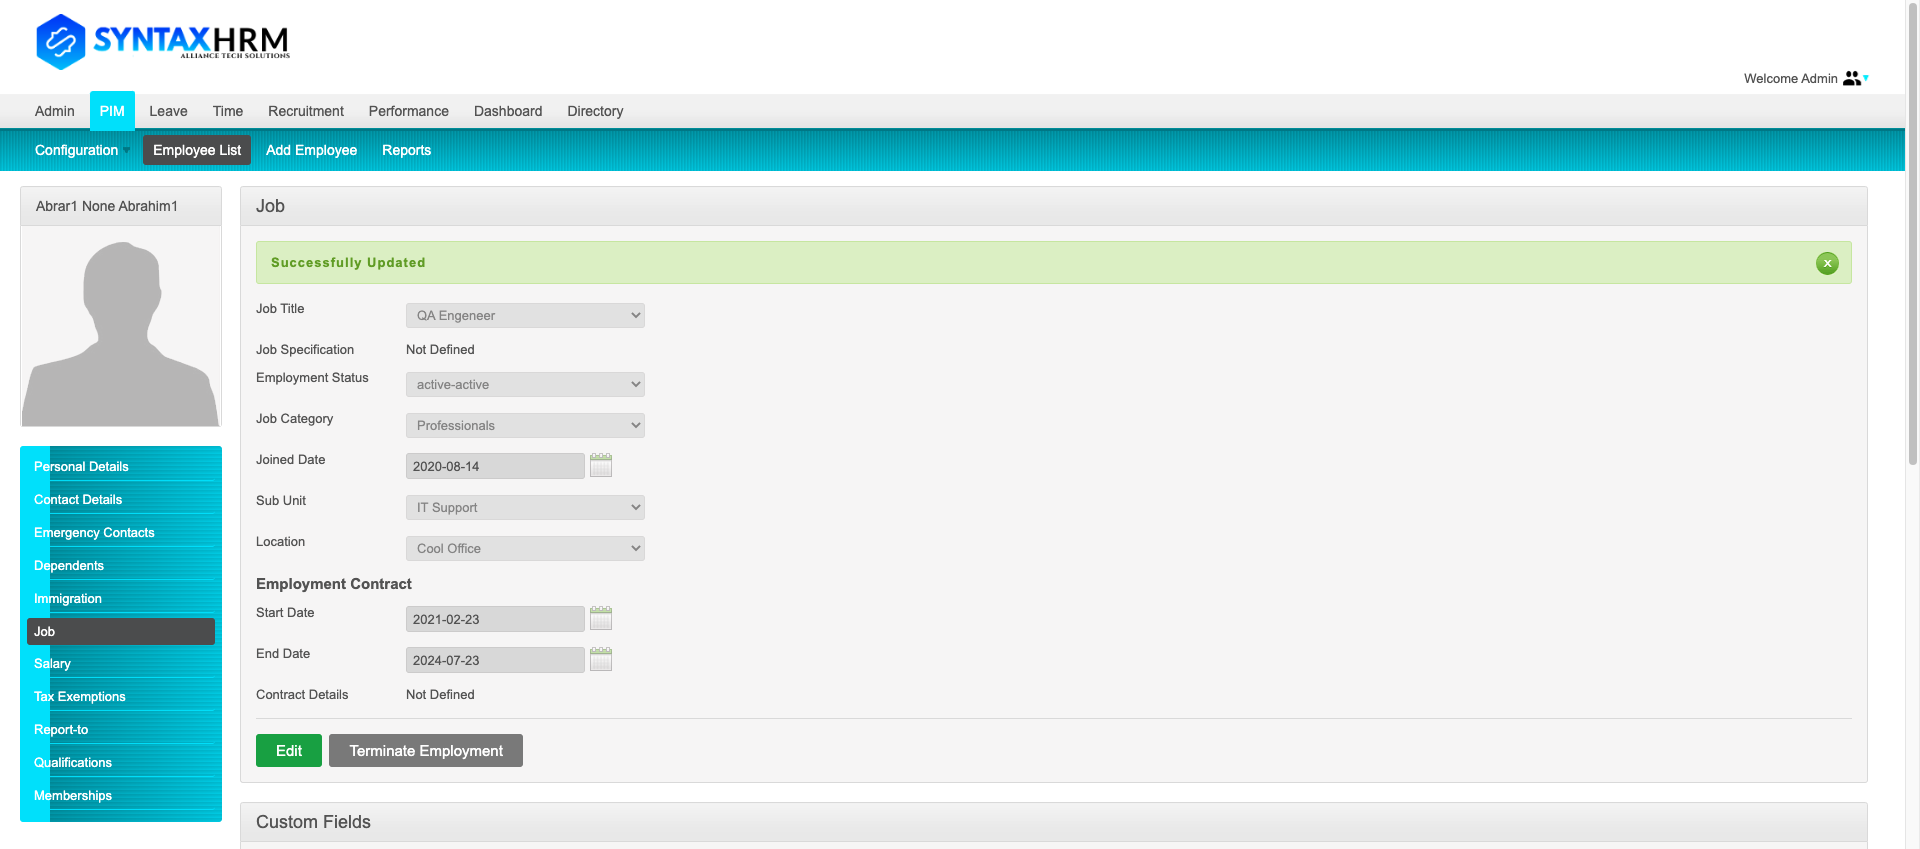 SYNTAXHRM
ALLIANCE TECH SOLUTIONS
Welcome Admin
Admin PIM Leave Time Recruitment Performance Dashboard Directory
Configuration Employee List Add Employee Reports
Abrar1 None Abrahim1
Personal Details
Contact Details
Emergency Contacts
Dependents
Immigration
Job
Salary
Tax Exemptions
Report-to
Qualifications
Memberships
Job
Successfully Updated x
Job Title QA Engeneer
Job Specification Not Defined
Employment Status active-active
Job Category Professionals
Joined Date 2020-08-14
Sub Unit IT Support
Location Cool Office
Employment Contract
Start Date 2021-02-23
End Date 2024-07-23
Contract Details Not Defined
Edit Terminate Employment
Custom Fields